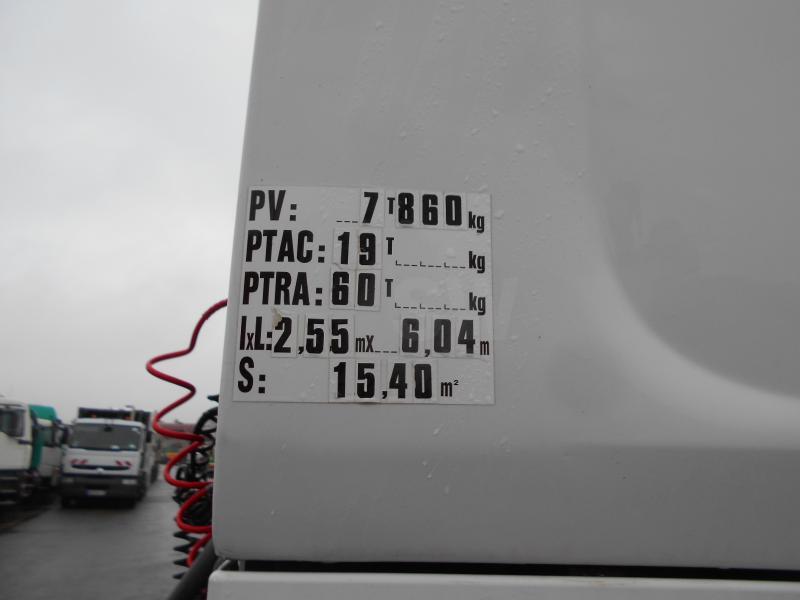 PV: 7 T 860 kg
PTAC: 19 T kg
PTRA: 60 T kg
lxL: 2,55 mX 6,04 m
S: 15,40 m²